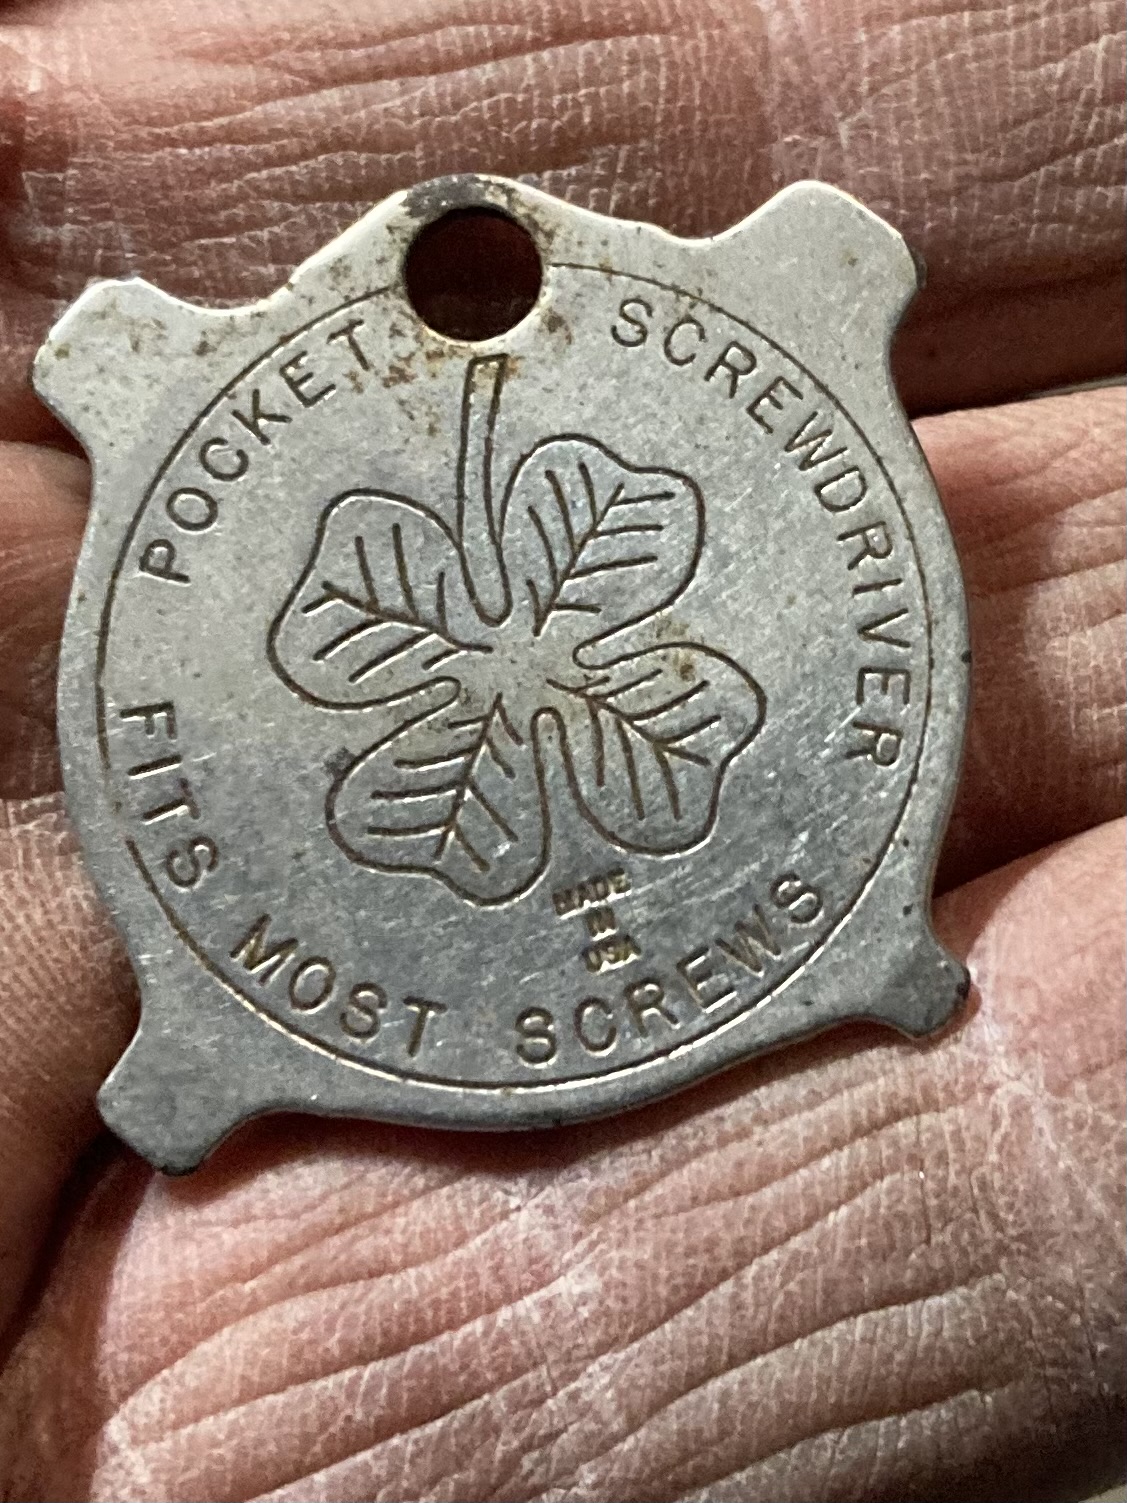 POCKET SCREWDRIVER
FITS MOST SCREWS
MADE
IN
USA